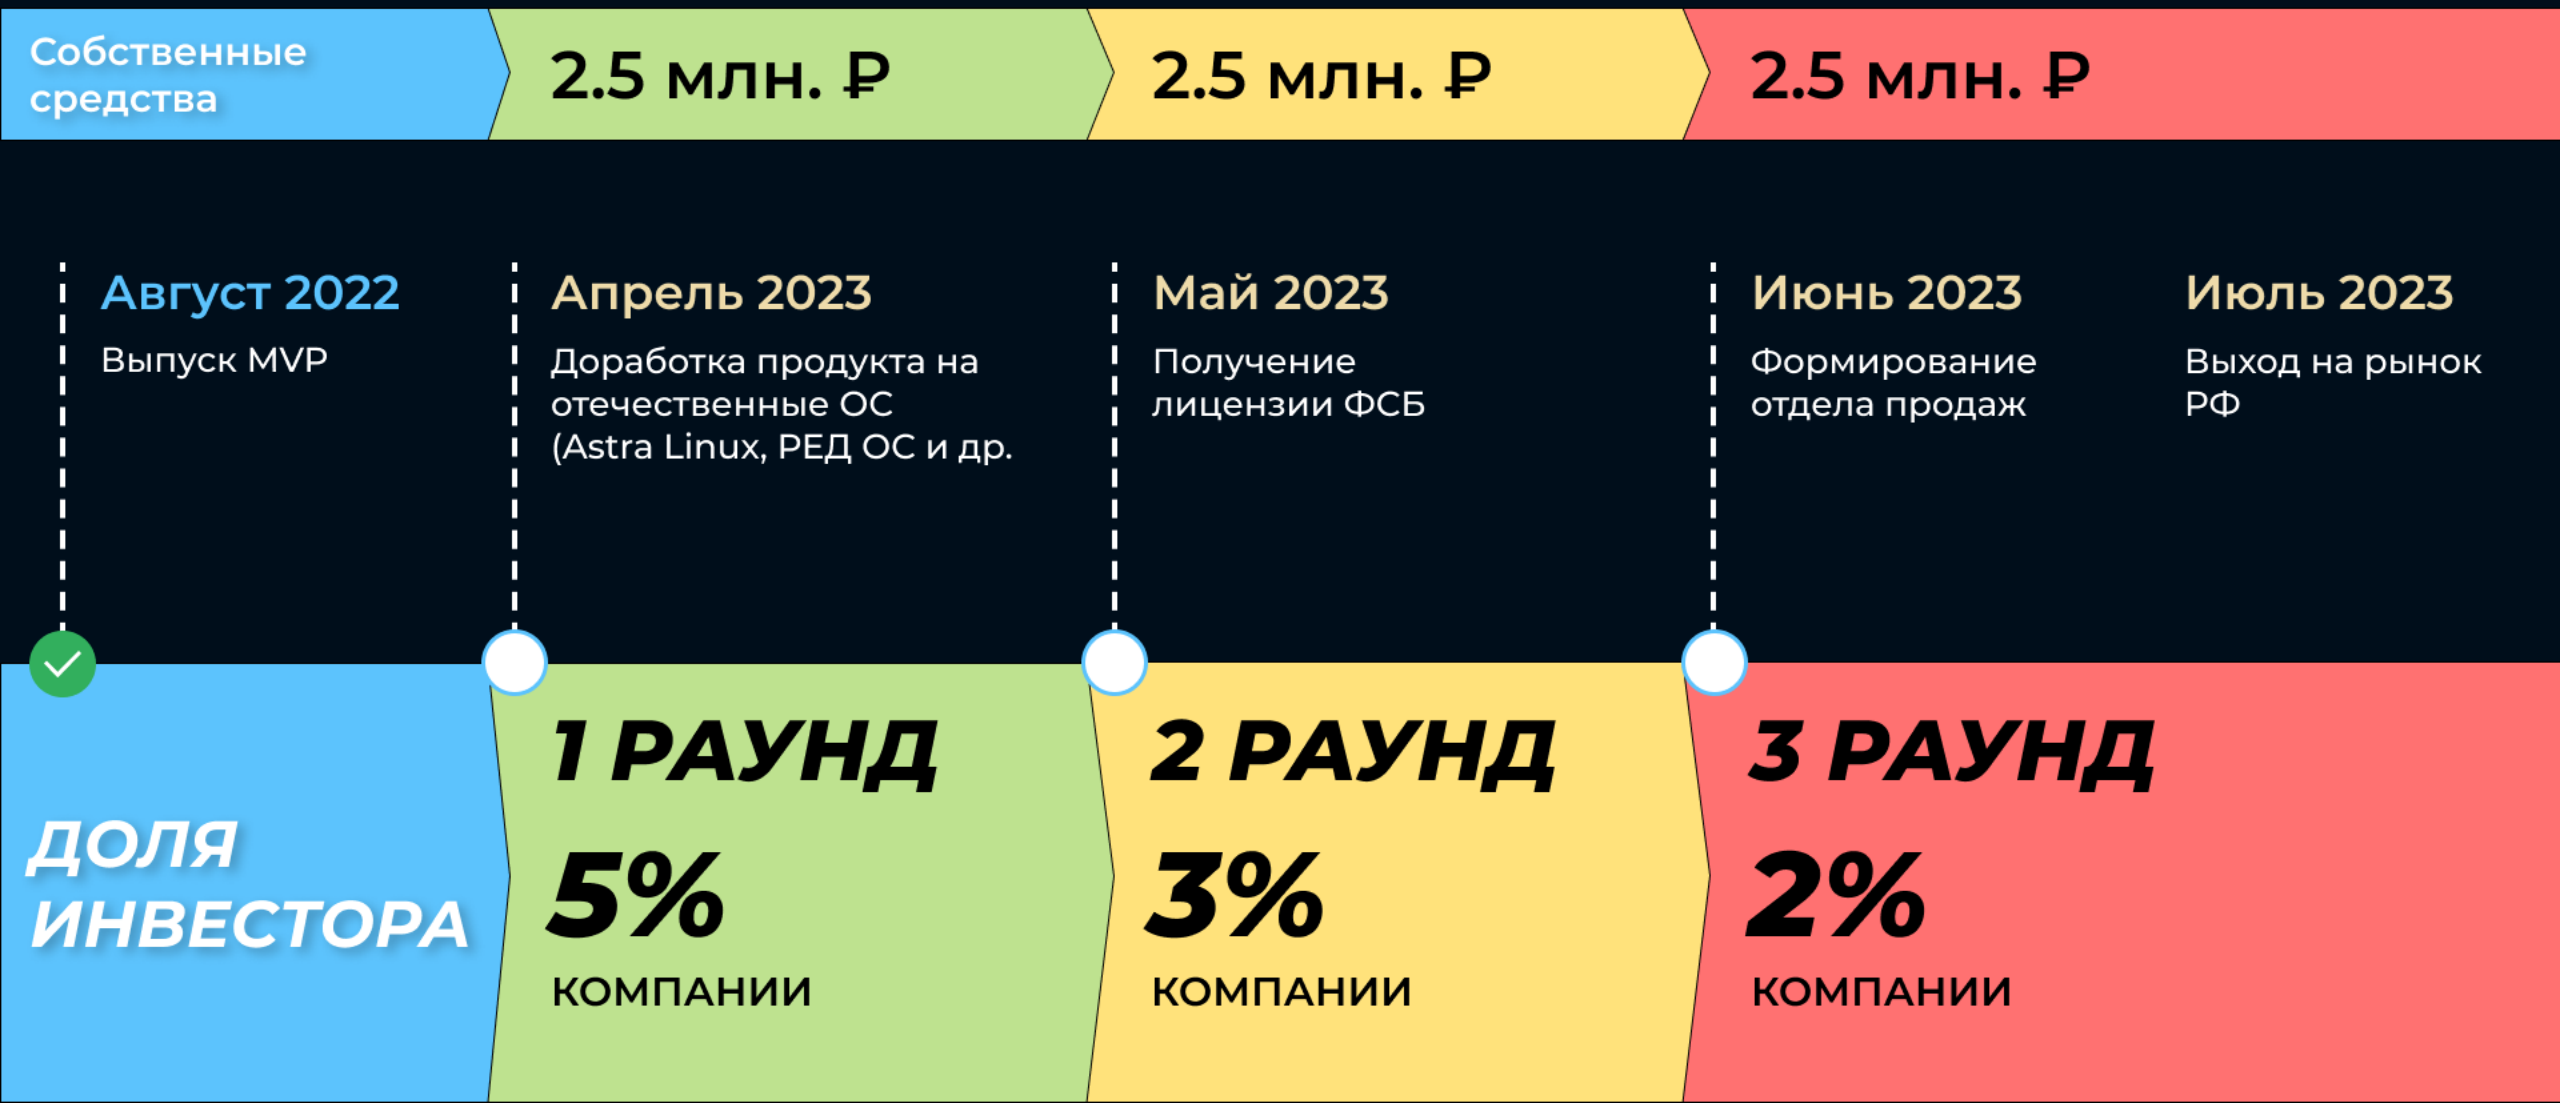 Собственные
средства
2.5 млн. ₽
2.5 млн. ₽
2.5 млн. ₽
Август 2022
Выпуск MVP
Апрель 2023
Доработка продукта на
отечественные ОС
(Astra Linux, РЕД ОС и др.
Май 2023
Получение
лицензии ФСБ
Июнь 2023
Формирование
отдела продаж
Июль 2023
Выход на рынок
РФ
ДОЛЯ
ИНВЕСТОРА
1 РАУНД
5%
КОМПАНИИ
2 РАУНД
3%
КОМПАНИИ
3 РАУНД
2%
КОМПАНИИ